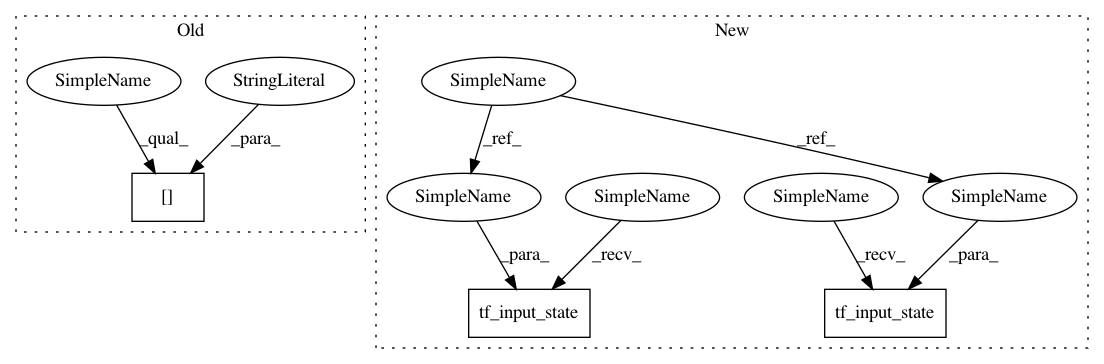 Old
New
SimpleName
StringLiteral
SimpleName
_qual_
_para_
_ref_
_ref_
[]
SimpleName
SimpleName
SimpleName
SimpleName
_para_
_recv_
_recv_
_para_
tf_input_state
tf_input_state